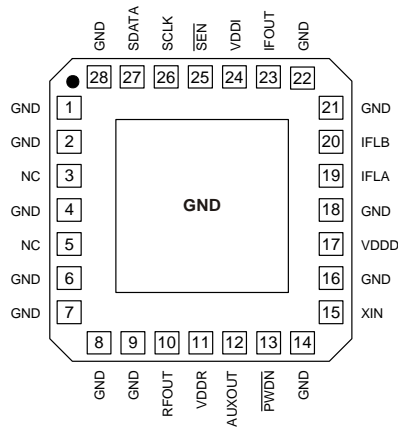 GND
SDATA
SCLK
SEN
VDDI
IFOUT
GND
28 27 26 25 24 23 22
GND 1
GND 2
NC 3
GND 4
NC 5
GND 6
GND 7
GND
21 GND
20 IFLB
19 IFLA
18 GND
17 VDDD
16 GND
15 XIN
8 9 10 11 12 13 14
GND
GND
RFOUT
VDDR
AUXOUT
PWDN
GND